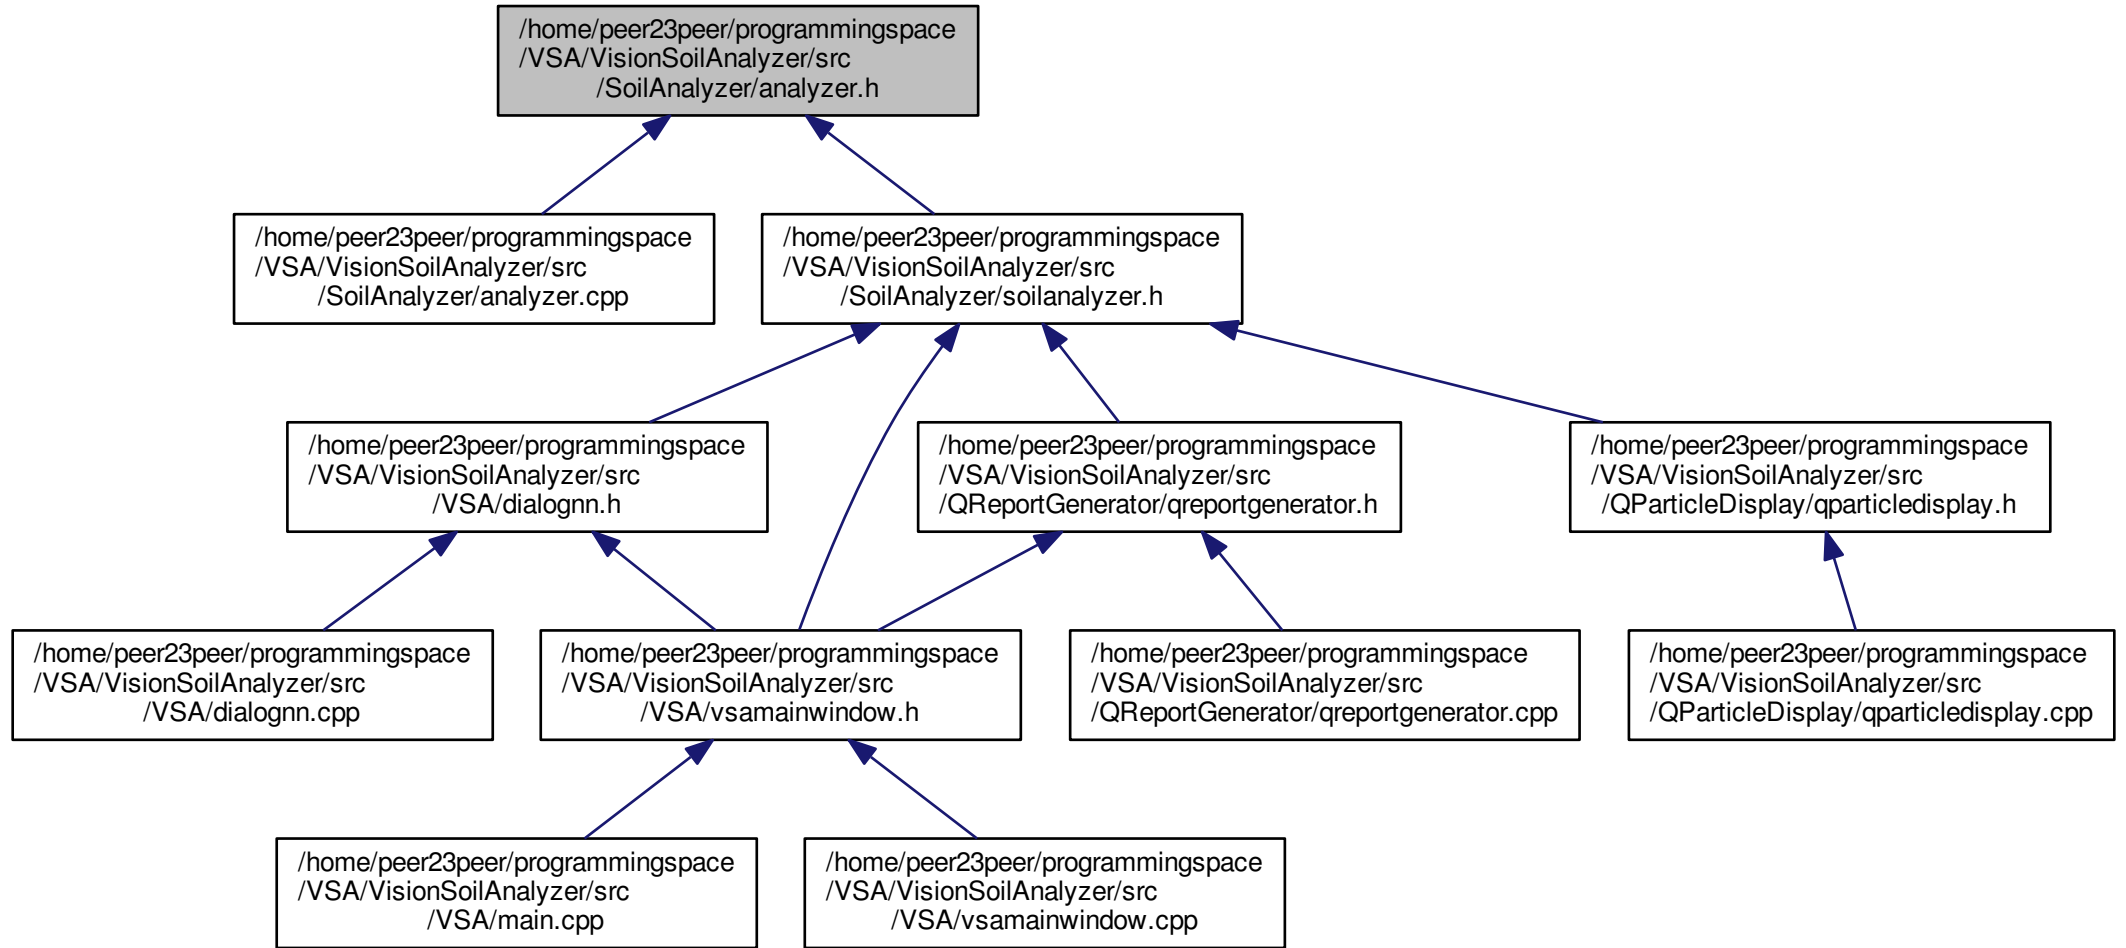 /home/peer23peer/programmingspace
/VSA/VisionSoilAnalyzer/src
/SoilAnalyzer/analyzer.h
/home/peer23peer/programmingspace
/VSA/VisionSoilAnalyzer/src
/SoilAnalyzer/analyzer.cpp
/home/peer23peer/programmingspace
/VSA/VisionSoilAnalyzer/src
/SoilAnalyzer/soilanalyzer.h
/home/peer23peer/programmingspace
/VSA/VisionSoilAnalyzer/src
/VSA/dialognn.h
/home/peer23peer/programmingspace
/VSA/VisionSoilAnalyzer/src
/QReportGenerator/qreportgenerator.h
/home/peer23peer/programmingspace
/VSA/VisionSoilAnalyzer/src
/QParticleDisplay/qparticledisplay.h
/home/peer23peer/programmingspace
/VSA/VisionSoilAnalyzer/src
/VSA/dialognn.cpp
/home/peer23peer/programmingspace
/VSA/VisionSoilAnalyzer/src
/VSA/vsamainwindow.h
/home/peer23peer/programmingspace
/VSA/VisionSoilAnalyzer/src
/QReportGenerator/qreportgenerator.cpp
/home/peer23peer/programmingspace
/VSA/VisionSoilAnalyzer/src
/QParticleDisplay/qparticledisplay.cpp
/home/peer23peer/programmingspace
/VSA/VisionSoilAnalyzer/src
/VSA/main.cpp
/home/peer23peer/programmingspace
/VSA/VisionSoilAnalyzer/src
/VSA/vsamainwindow.cpp